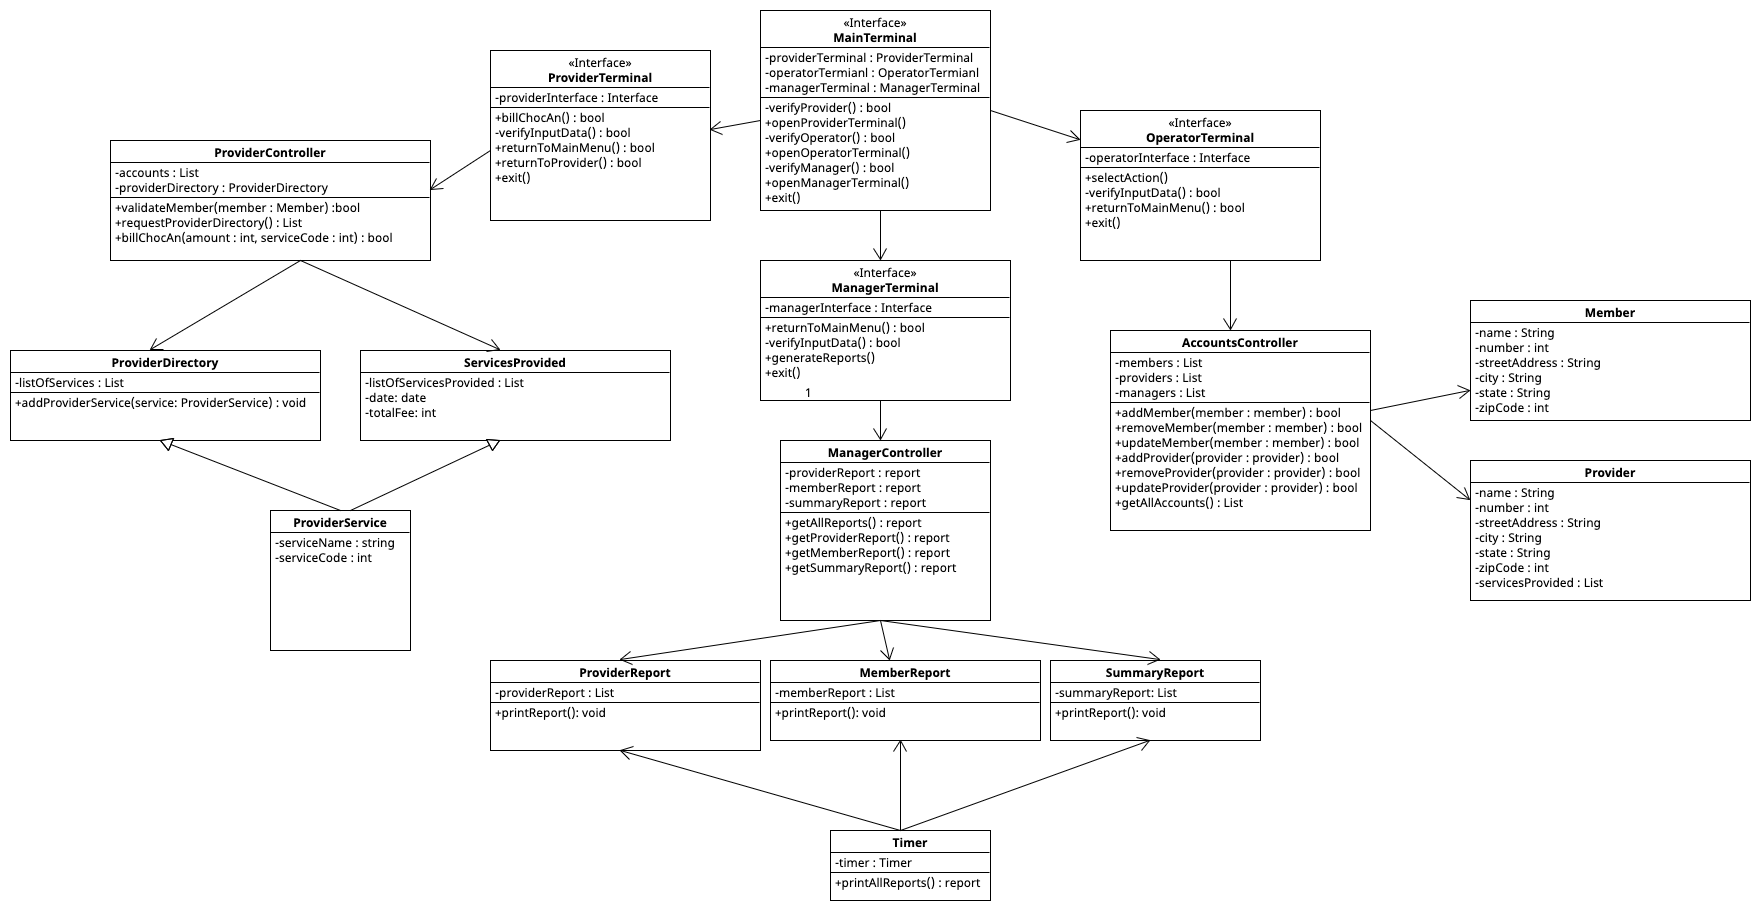 «Interface»
MainTerminal
-providerTerminal : ProviderTerminal
-operatorTermianl : OperatorTermianl
-managerTerminal : ManagerTerminal
-verifyProvider() : bool
+openProviderTerminal()
-verifyOperator() : bool
+openOperatorTerminal()
-verifyManager() : bool
+openManagerTerminal()
+exit()
«Interface»
ProviderTerminal
-providerInterface : Interface
+billChocAn() : bool
-verifyInputData() : bool
+returnToMainMenu() : bool
+returnToProvider() : bool
+exit()
«Interface»
OperatorTerminal
-operatorInterface : Interface
+selectAction()
-verifyInputData() : bool
+returnToMainMenu() : bool
+exit()
ProviderController
-accounts : List
-providerDirectory : ProviderDirectory
+validateMember(member : Member) :bool
+requestProviderDirectory() : List
+billChocAn(amount : int, serviceCode : int) : bool
«Interface»
ManagerTerminal
-managerInterface : Interface
+returnToMainMenu() : bool
-verifyInputData() : bool
+generateReports()
+exit()
1
Member
-name : String
-number : int
-streetAddress : String
-city : String
-state : String
-zipCode : int
AccountsController
-members : List
-providers : List
-managers : List
+addMember(member : member) : bool
+removeMember(member : member) : bool
+updateMember(member : member) : bool
+addProvider(provider : provider) : bool
+removeProvider(provider : provider) : bool
+updateProvider(provider : provider) : bool
+getAllAccounts() : List
ProviderDirectory
-listOfServices : List
+addProviderService(service: ProviderService) : void
ServicesProvided
-listOfServicesProvided : List
-date: date
-totalFee: int
ManagerController
-providerReport : report
-memberReport : report
-summaryReport : report
+getAllReports() : report
+getProviderReport() : report
+getMemberReport() : report
+getSummaryReport() : report
Provider
-name : String
-number : int
-streetAddress : String
-city : String
-state : String
-zipCode : int
-servicesProvided : List
ProviderService
-serviceName : string
-serviceCode : int
ProviderReport
-providerReport : List
+printReport(): void
MemberReport
-memberReport : List
+printReport(): void
SummaryReport
-summaryReport: List
+printReport(): void
Timer
-timer : Timer
+printAllReports() : report